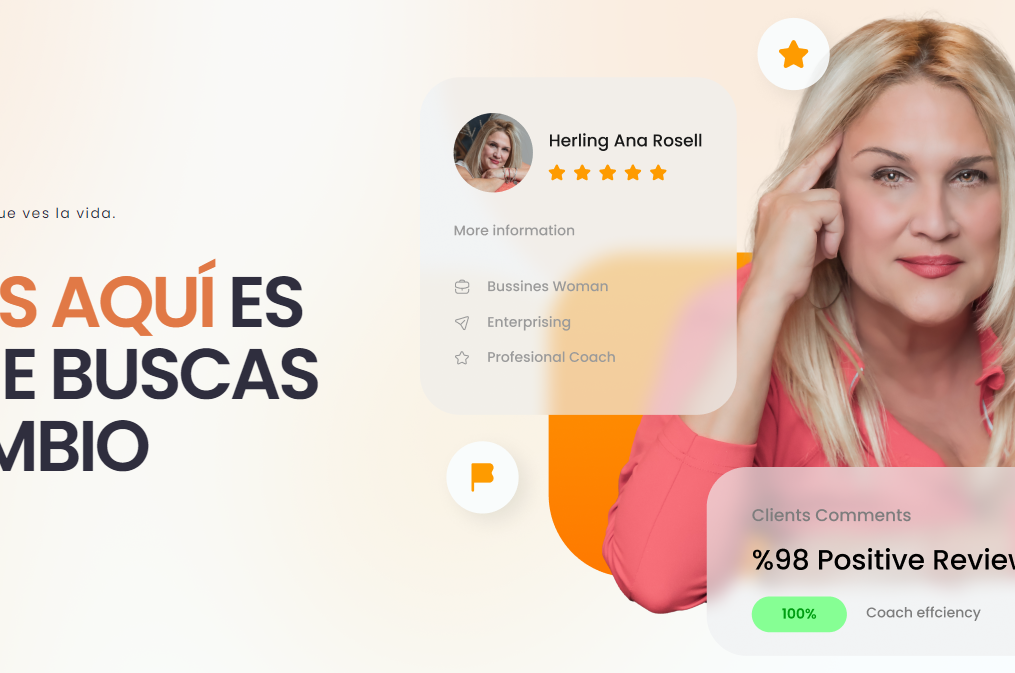 ue ves la vida.
S AQUÍ ES
E BUSCAS
MBIO
Herling Ana Rosell
More information
Bussines Woman
Enterprising
Profesional Coach
Clients Comments
%98 Positive Review
100% Coach effciency